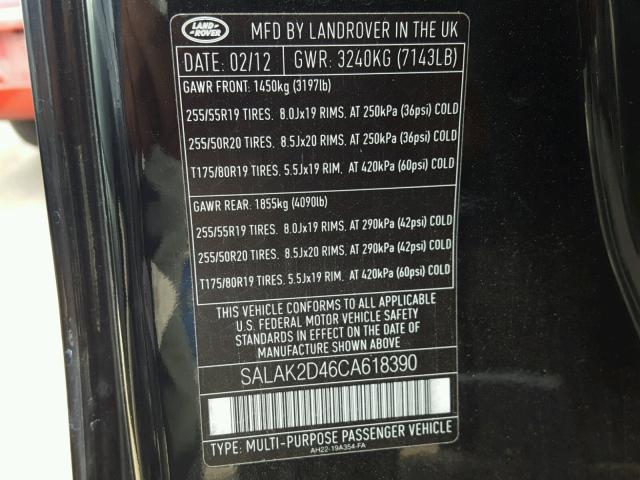 LAND ROVER
MFD BY LANDROVER IN THE UK
DATE: 02/12 GWR: 3240KG (7143LB)
GAWR FRONT: 1450kg (3197lb)
255/55R19 TIRES. 8.0Jx19 RIMS, AT 250kPa (36psi) COLD
255/50R20 TIRES. 8.5Jx20 RIMS, AT 250kPa (36psi) COLD
T175/80R19 TIRES, 5.5Jx19 RIM, AT 420kPa (60psi) COLD
GAWR REAR: 1855kg (4090lb)
255/55R19 TIRES. 8.0Jx19 RIMS, AT 290kPa (42psi) COLD
255/50R20 TIRES. 8.5Jx20 RIMS, AT 290kPa (42psi) COLD
T175/80R19 TIRES, 5.5Jx19 RIM, AT 420kPa (60psi) COLD
THIS VEHICLE CONFORMS TO ALL APPLICABLE
U.S. FEDERAL MOTOR VEHICLE SAFETY
STANDARDS IN EFFECT ON THE DATE OF
MANUFACTURE SHOWN ABOVE
SALAK2D46CA618390
TYPE: MULTI-PURPOSE PASSENGER VEHICLE
AH22-19A354-FA